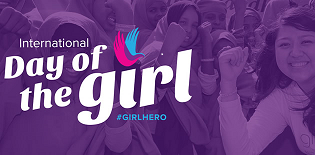 International
Day of
the girl
#GIRLHERO